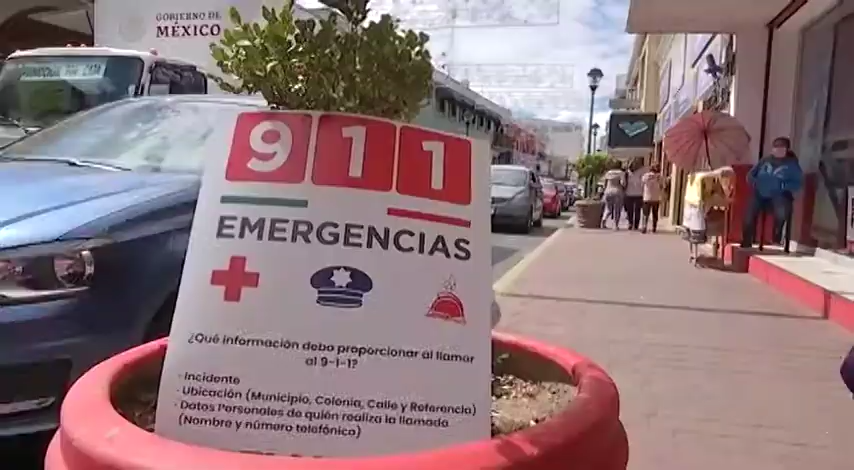 GOBIERNO DE
MÉXICO
911
EMERGENCIAS
¿Qué información debo proporcionar al llamar
al 9-1-1?
· Incidente
· Ubicación (Municipio, Colonia, Calle y Referencia)
· Datos Personales de quién realiza la llamada
(Nombre y número telefónico)